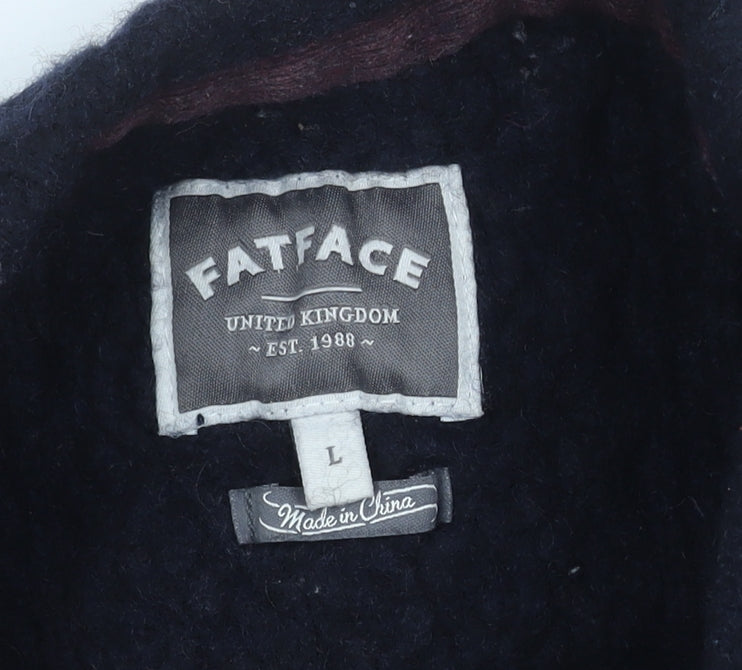 FATFACE
UNITED KINGDOM
~ EST. 1988 ~
L
Made in China